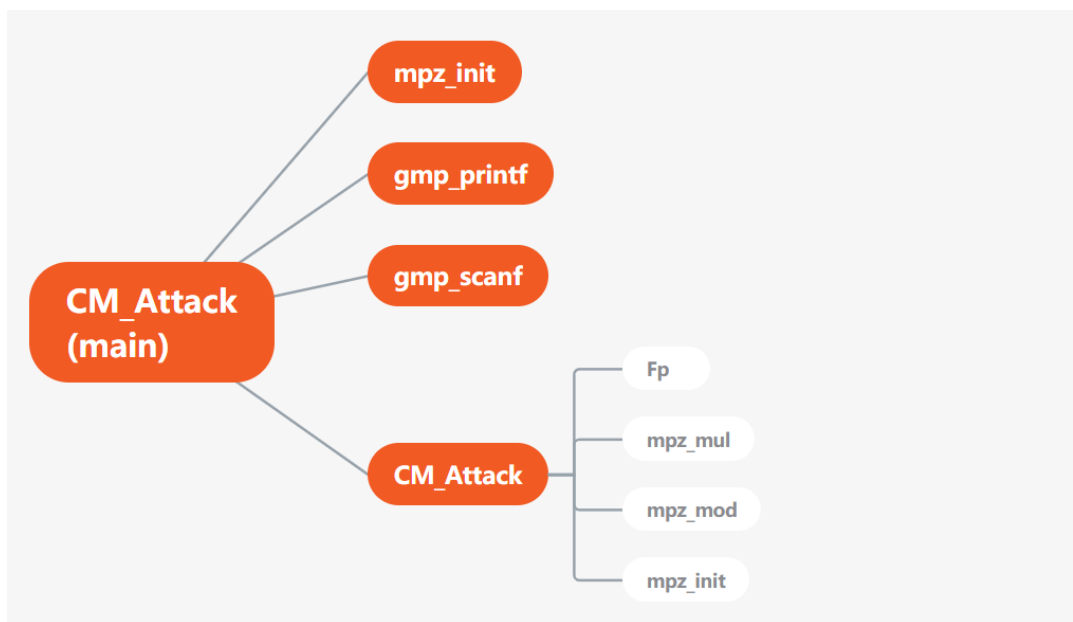 mpz_init
gmp_printf
gmp_scanf
CM_Attack
(main)
CM_Attack
Fp
mpz_mul
mpz_mod
mpz_init